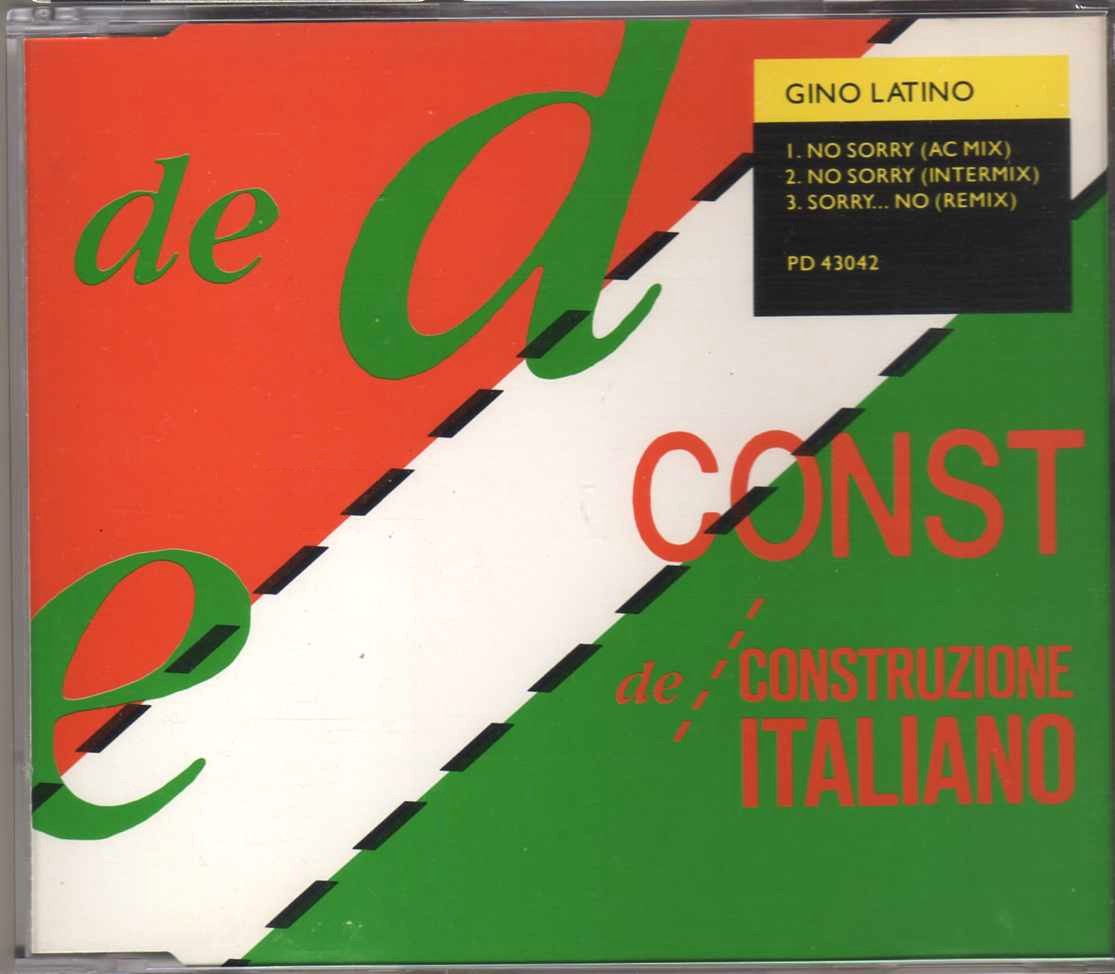 GINO LATINO
1. NO SORRY (AC MIX)
2. NO SORRY (INTERMIX)
3. SORRY... NO (REMIX)
PD 43042
de
d
e
CONST
de CONSTRUZIONE
ITALIANO